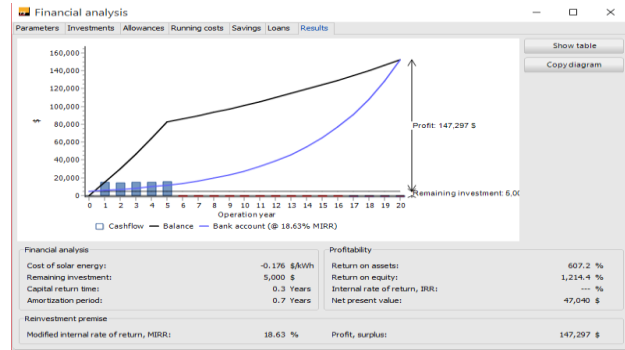 Financial analysis
Parameters Investments Allowances Running costs Savings Loans Results
Show table
Copy diagram
160,000
140,000
120,000
100,000
$
80,000
60,000
40,000
20,000
0
Profit: 147,297 $
Remaining investment: 5,00
0 1 2 3 4 5 6 7 8 9 10 11 12 13 14 15 16 17 18 19 20
Operation year
Cashflow Balance Bank account (@ 18.63% MIRR)
Financial analysis
Cost of solar energy: -0.176 $/kWh
Remaining investment: 5,000 $
Capital return time: 0.3 Years
Amortization period: 0.7 Years
Profitability
Return on assets: 607.2 %
Return on equity: 1,214.4 %
Internal rate of return, IRR: --- %
Net present value: 47,040 $
Reinvestment premise
Modified internal rate of return, MIRR: 18.63 % Profit, surplus: 147,297 $